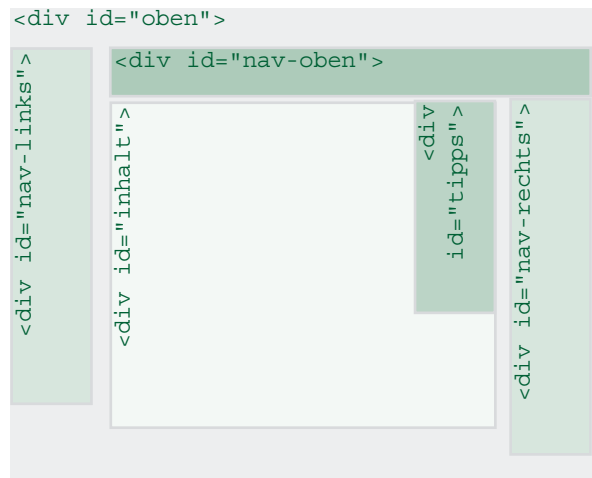 <div id="oben">
<div id="nav-links">
<div id="nav-oben">
<div id="inhalt">
<div
id="tipps">
<div id="nav-rechts">